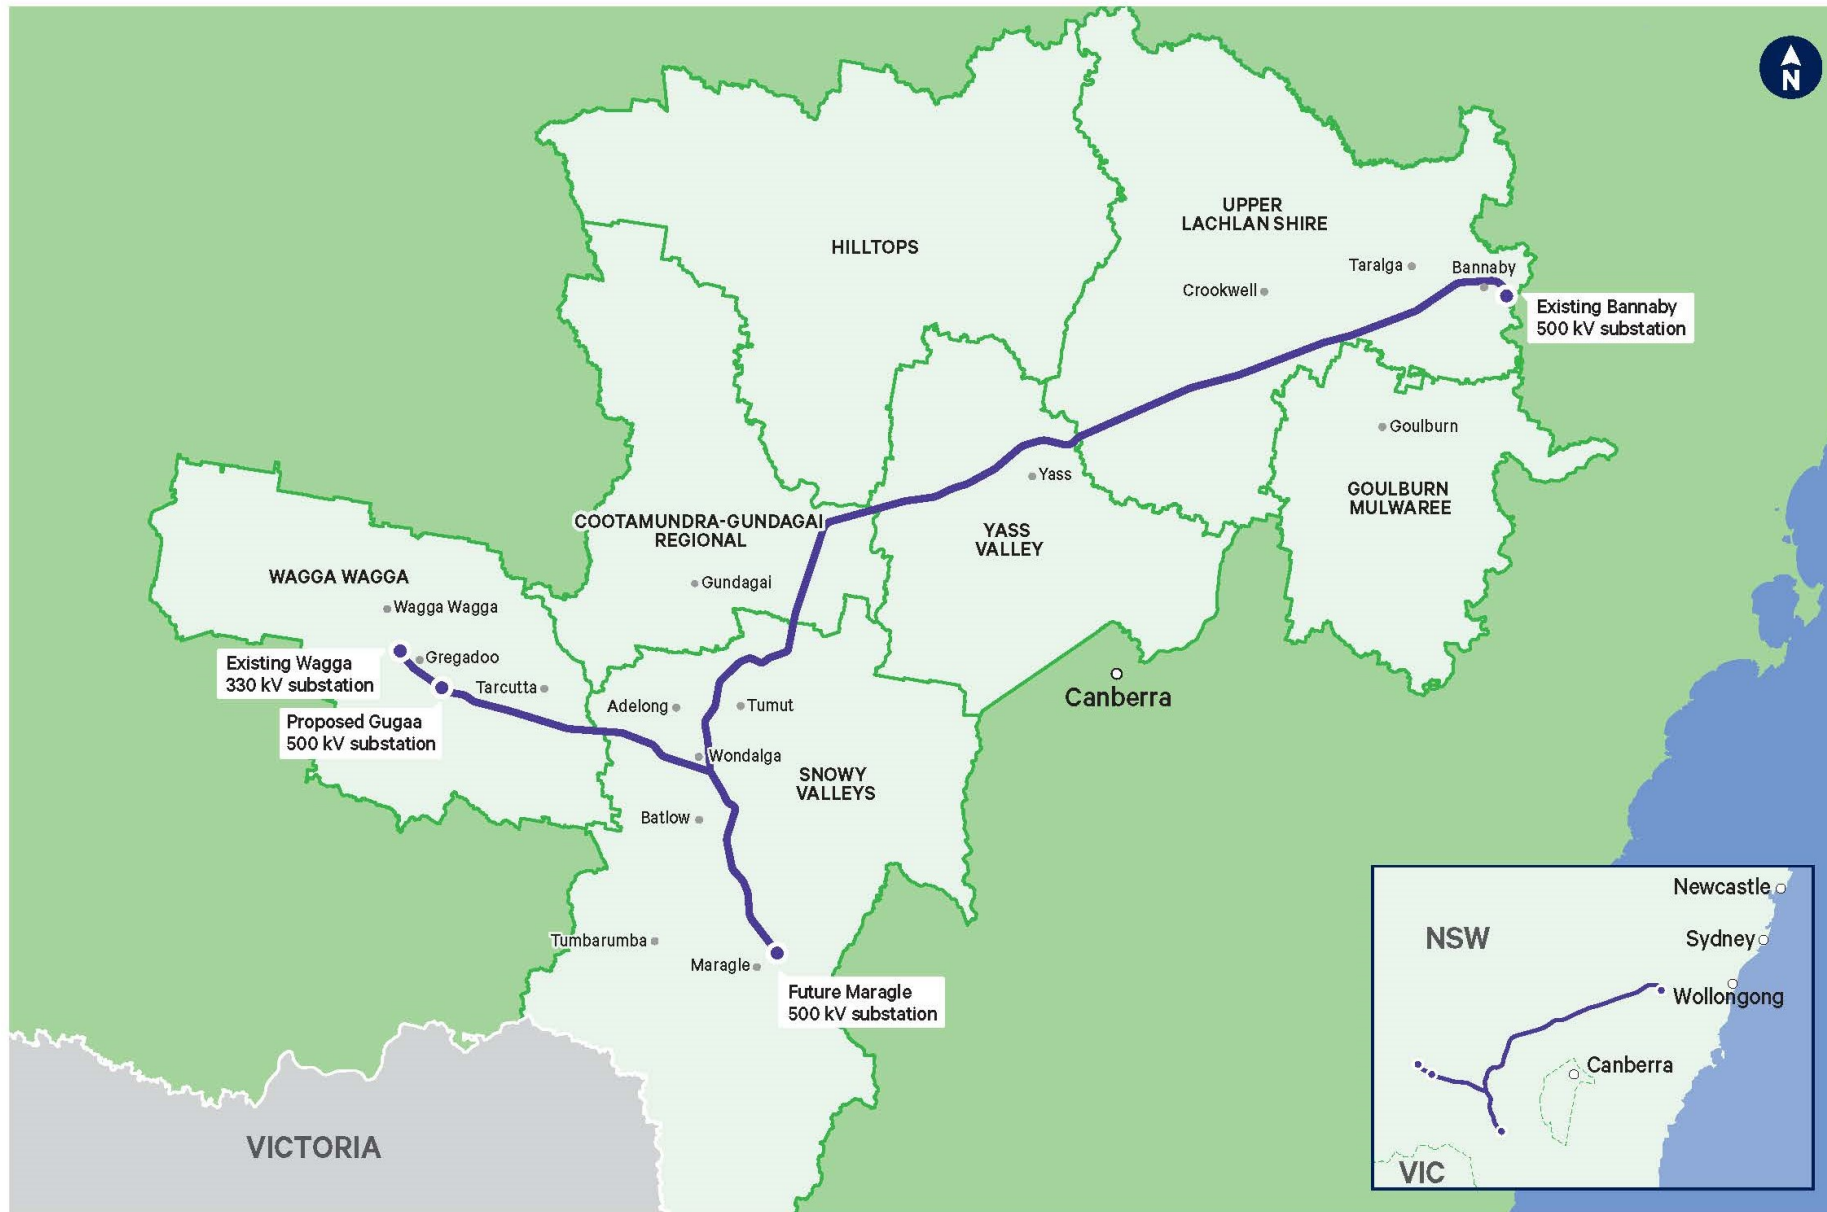 N
UPPER
LACHLAN SHIRE
HILLTOPS
Taralga
Bannaby
Crookwell
Existing Bannaby
500 kV substation
Goulburn
Yass
GOULBURN
MULWAREE
COOTAMUNDRA-GUNDAGAI
REGIONAL
YASS
VALLEY
WAGGA WAGGA
Gundagai
Wagga Wagga
Existing Wagga
330 kV substation
Gregadoo
Tarcutta
Proposed Gugaa
500 kV substation
Adelong
Tumut
Canberra
Wondalga
SNOWY
VALLEYS
Batlow
Tumbarumba
Maragle
Future Maragle
500 kV substation
VICTORIA
Newcastle
NSW
Sydney
Wollongong
Canberra
VIC